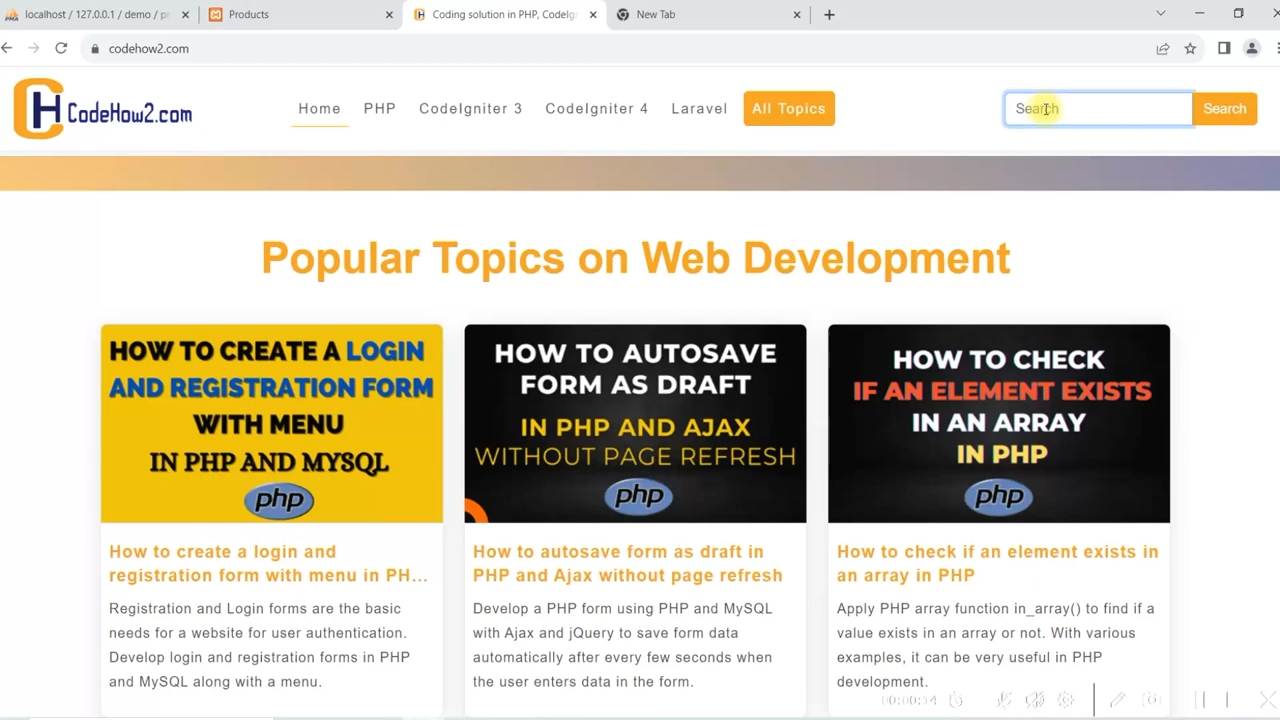 localhost / 127.0.0.1 / demo / p
Products
Coding solution in PHP, CodeIg
New Tab
codehow2.com
CodeHow2.com
Home
PHP
CodeIgniter 3
CodeIgniter 4
Laravel
All Topics
Search
Search
Popular Topics on Web Development
HOW TO CREATE A LOGIN
AND REGISTRATION FORM
WITH MENU
IN PHP AND MYSQL
php
HOW TO AUTOSAVE
FORM AS DRAFT
IN PHP AND AJAX
WITHOUT PAGE REFRESH
php
HOW TO CHECK
IF AN ELEMENT EXISTS
IN AN ARRAY
IN PHP
php
How to create a login and
registration form with menu in PH...
Registration and Login forms are the basic
needs for a website for user authentication.
Develop login and registration forms in PHP
and MySQL along with a menu.
How to autosave form as draft in
PHP and Ajax without page refresh
Develop a PHP form using PHP and MySQL
with Ajax and jQuery to save form data
automatically after every few seconds when
the user enters data in the form.
How to check if an element exists in
an array in PHP
Apply PHP array function in_array() to find if a
value exists in an array or not. With various
examples, it can be very useful in PHP
development.